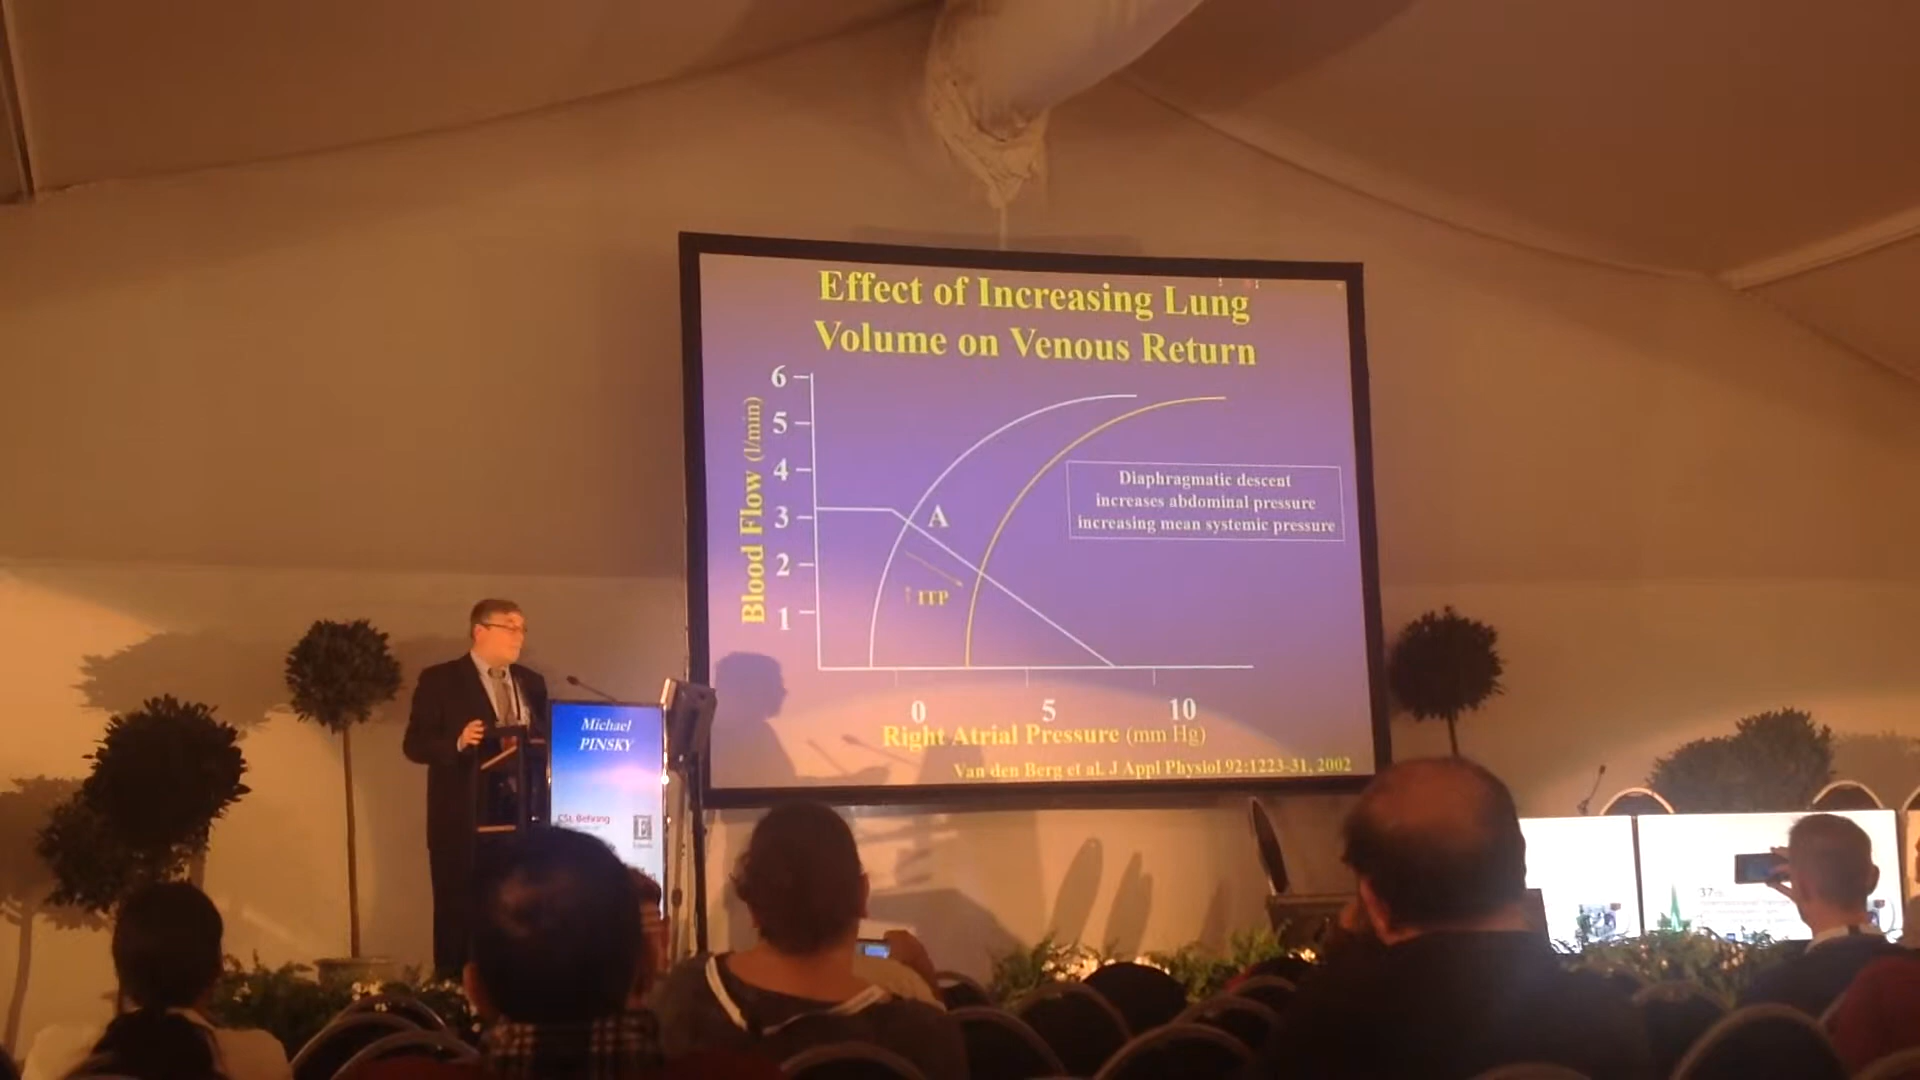 Effect of Increasing Lung
Volume on Venous Return
6
5
4
3
2
1
Blood Flow (l/min)
A
↑ ITP
Diaphragmatic descent
increases abdominal pressure
increasing mean systemic pressure
0 5 10
Right Atrial Pressure (mm Hg)
Van den Berg et al. J Appl Physiol 92:1223-31, 2002
Michael
PINSKY
CSL Behring
E
37